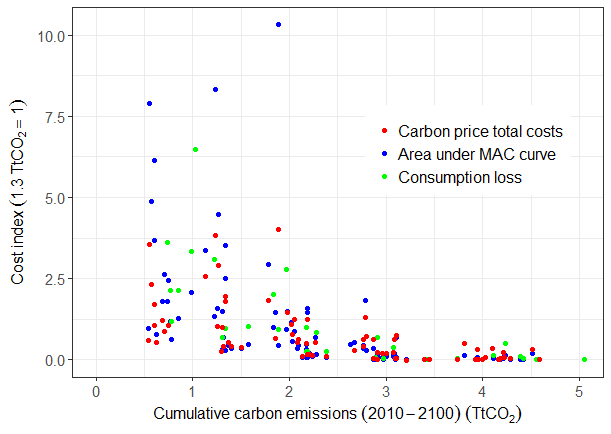 10.0
7.5
5.0
2.5
0.0
Cost index (1.3 TtCO₂ = 1)
Carbon price total costs
Area under MAC curve
Consumption loss
0 1 2 3 4 5
Cumulative carbon emissions (2010 − 2100) (TtCO₂)